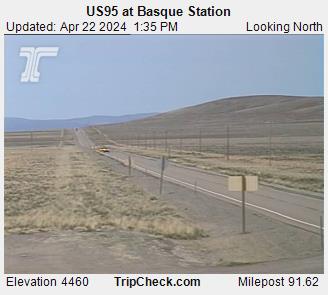 US95 at Basque Station
Updated: Apr 22 2024 1:35 PM Looking North
Elevation 4460 TripCheck.com Milepost 91.62